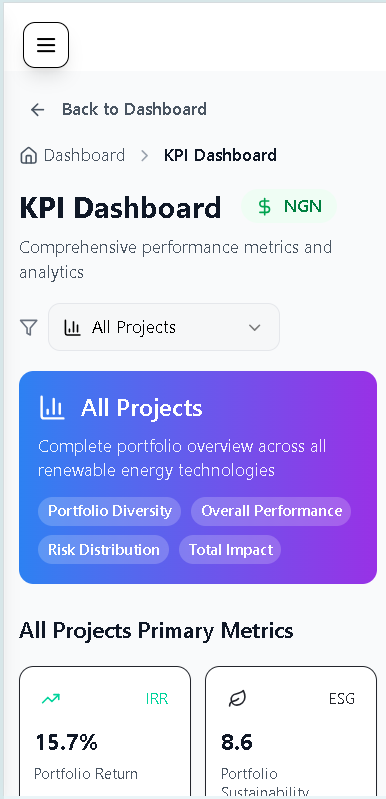 Back to Dashboard
Dashboard > KPI Dashboard
KPI Dashboard $ NGN
Comprehensive performance metrics and
analytics
All Projects
All Projects
Complete portfolio overview across all
renewable energy technologies
Portfolio Diversity Overall Performance
Risk Distribution Total Impact
All Projects Primary Metrics
IRR ESG
15.7% 8.6
Portfolio Return Portfolio
Sustainability